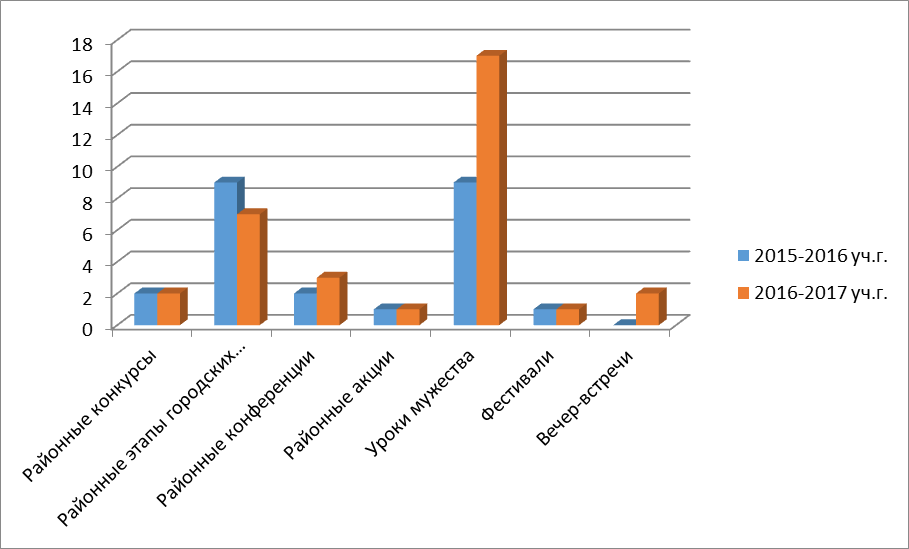 18
16
14
12
10
8
6
4
2
0
Районные конкурсы
Районные этапы городских...
Районные конференции
Районные акции
Уроки мужества
Фестивали
Вечер-встречи
2015-2016 уч.г.
2016-2017 уч.г.